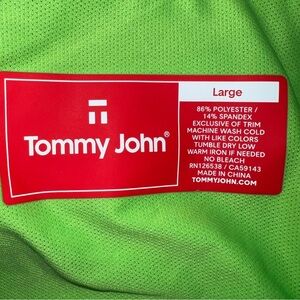 Tommy John®
Large
86% POLYESTER /
14% SPANDEX
EXCLUSIVE OF TRIM
MACHINE WASH COLD
WITH LIKE COLORS
TUMBLE DRY LOW
WARM IRON IF NEEDED
NO BLEACH
RN126538 / CA59143
MADE IN CHINA
TOMMYJOHN.COM